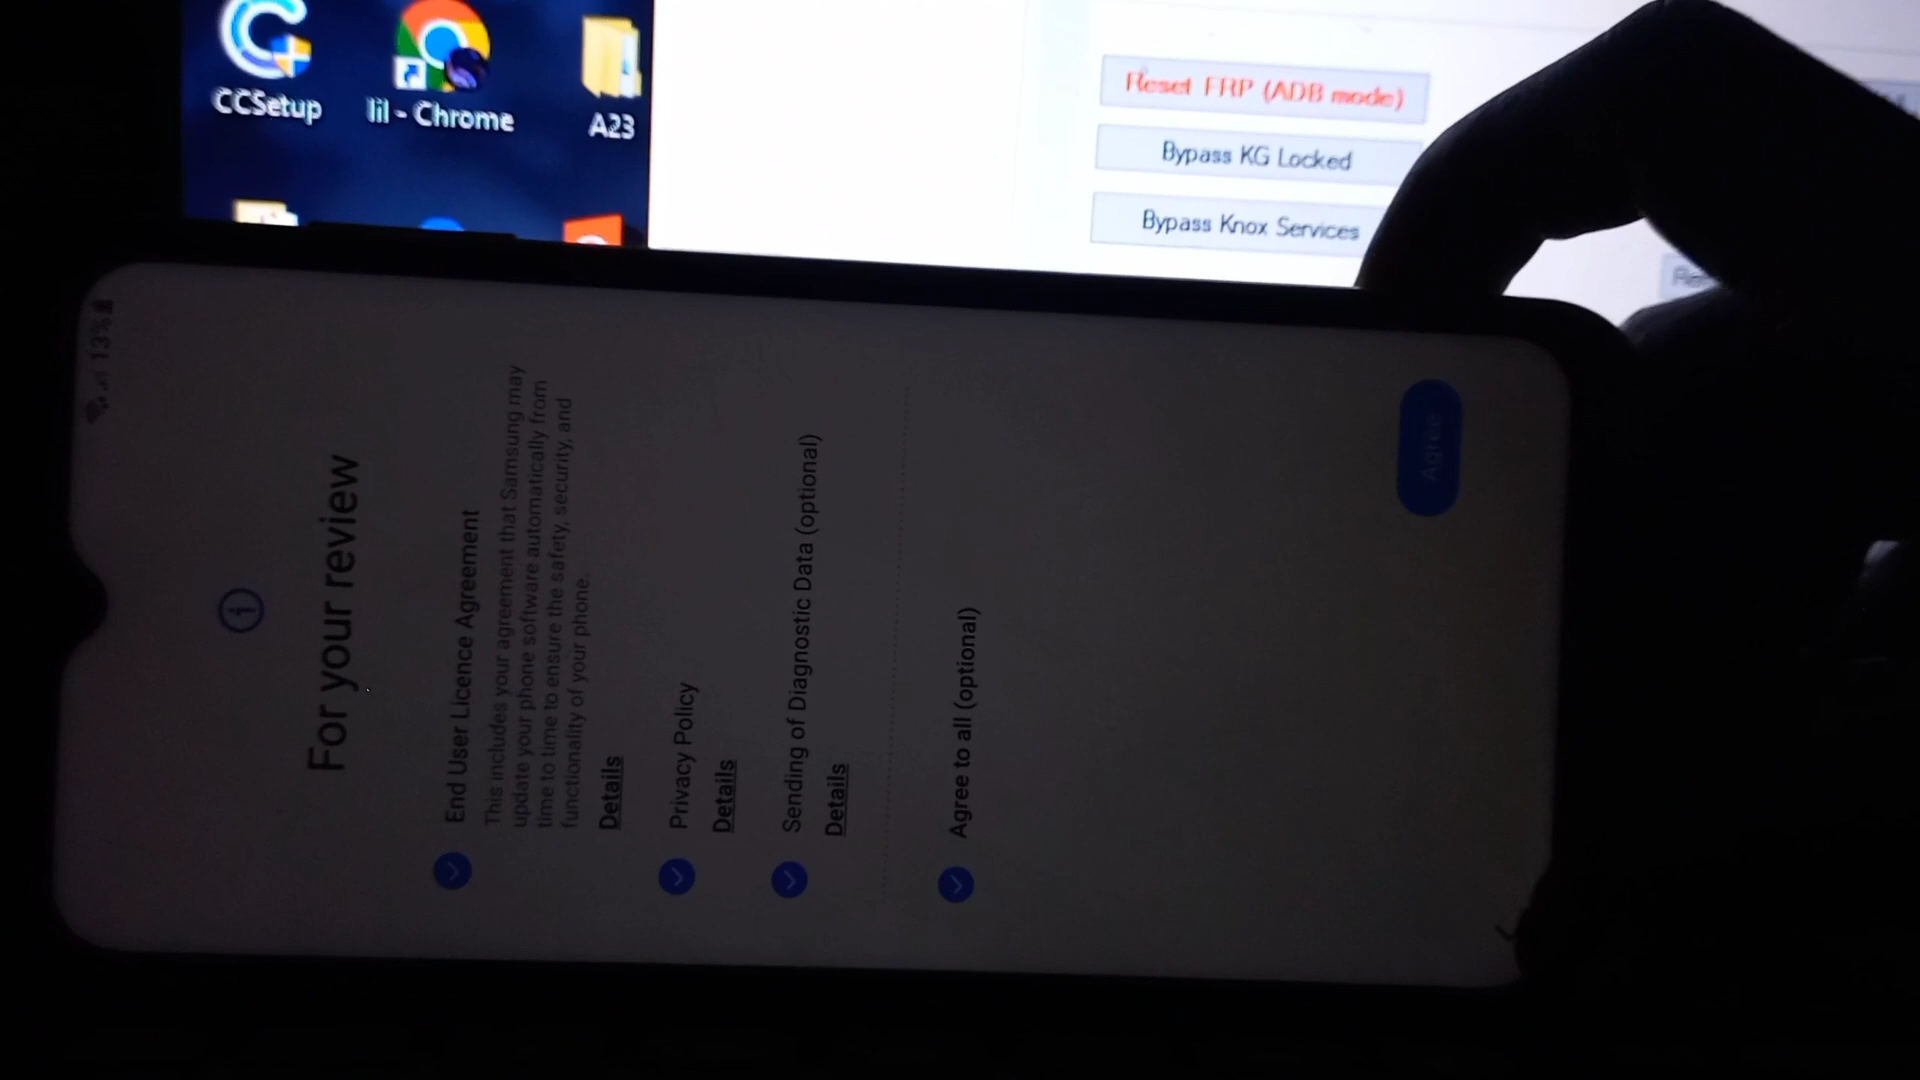 CCSetup
lil - Chrome
A23
Reset FRP (ADB mode)
Bypass KG Locked
Bypass Knox Services
13%
For your review
End User Licence Agreement
This includes your agreement that Samsung may
update your phone software automatically from
time to time to ensure the safety, security, and
functionality of your phone.
Details
Privacy Policy
Details
Sending of Diagnostic Data (optional)
Details
Agree to all (optional)
Agree